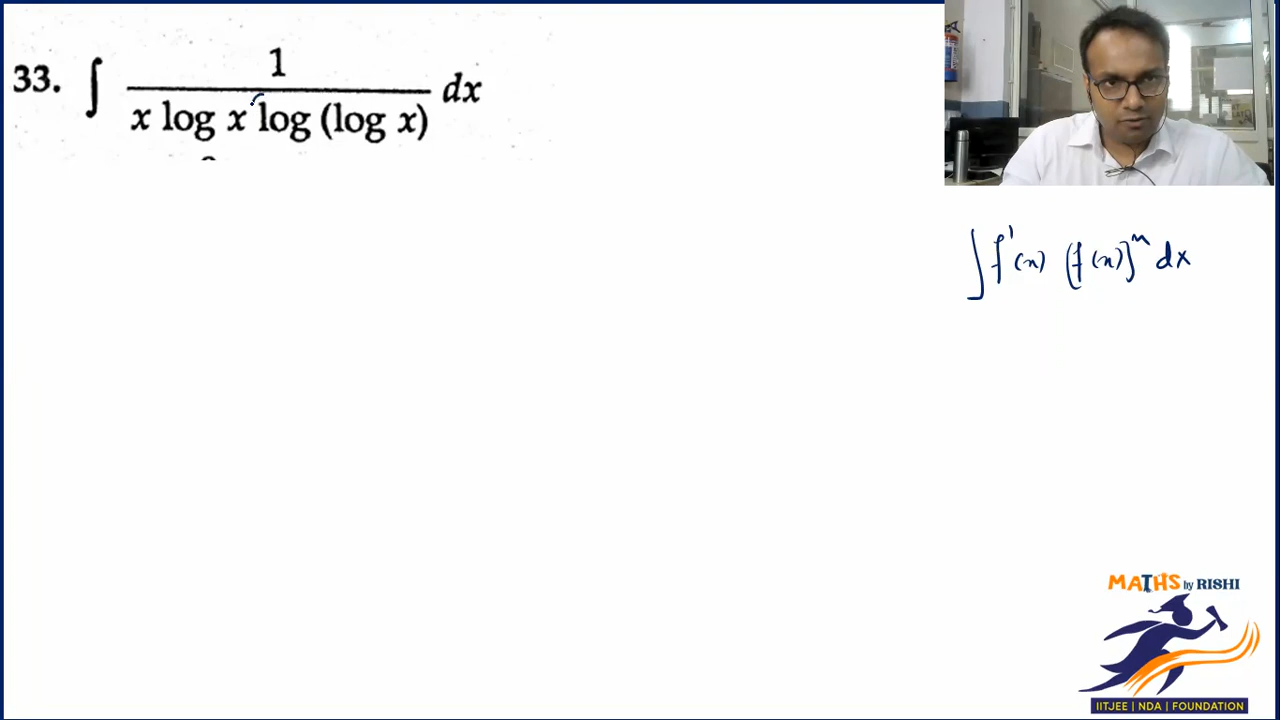 33. ∫ 1 / (x log x log (log x)) dx
∫ f'(x) [f(x)]ⁿ dx
MATHS by RISHI
IITJEE | NDA | FOUNDATION